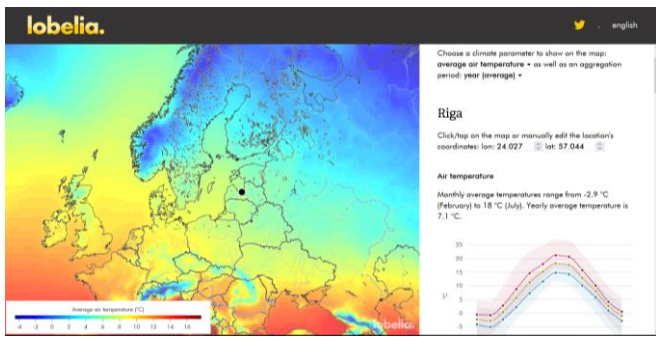 lobelia.
english
Choose a climate parameter to show on the map:
average air temperature as well as an aggregation
period: year (average)
Riga
Click/tap on the map or manually edit the location's
coordinates: lon: 24.027 lat: 57.044
Air temperature
Monthly average temperatures range from -2.9 °C
(February) to 18 °C (July). Yearly average temperature is
7.1 °C.
25
20
15
10
5
0
-5
°C
Average air temperature [°C]
-4 -2 0 2 4 6 8 10 12 14 16
lobelia.